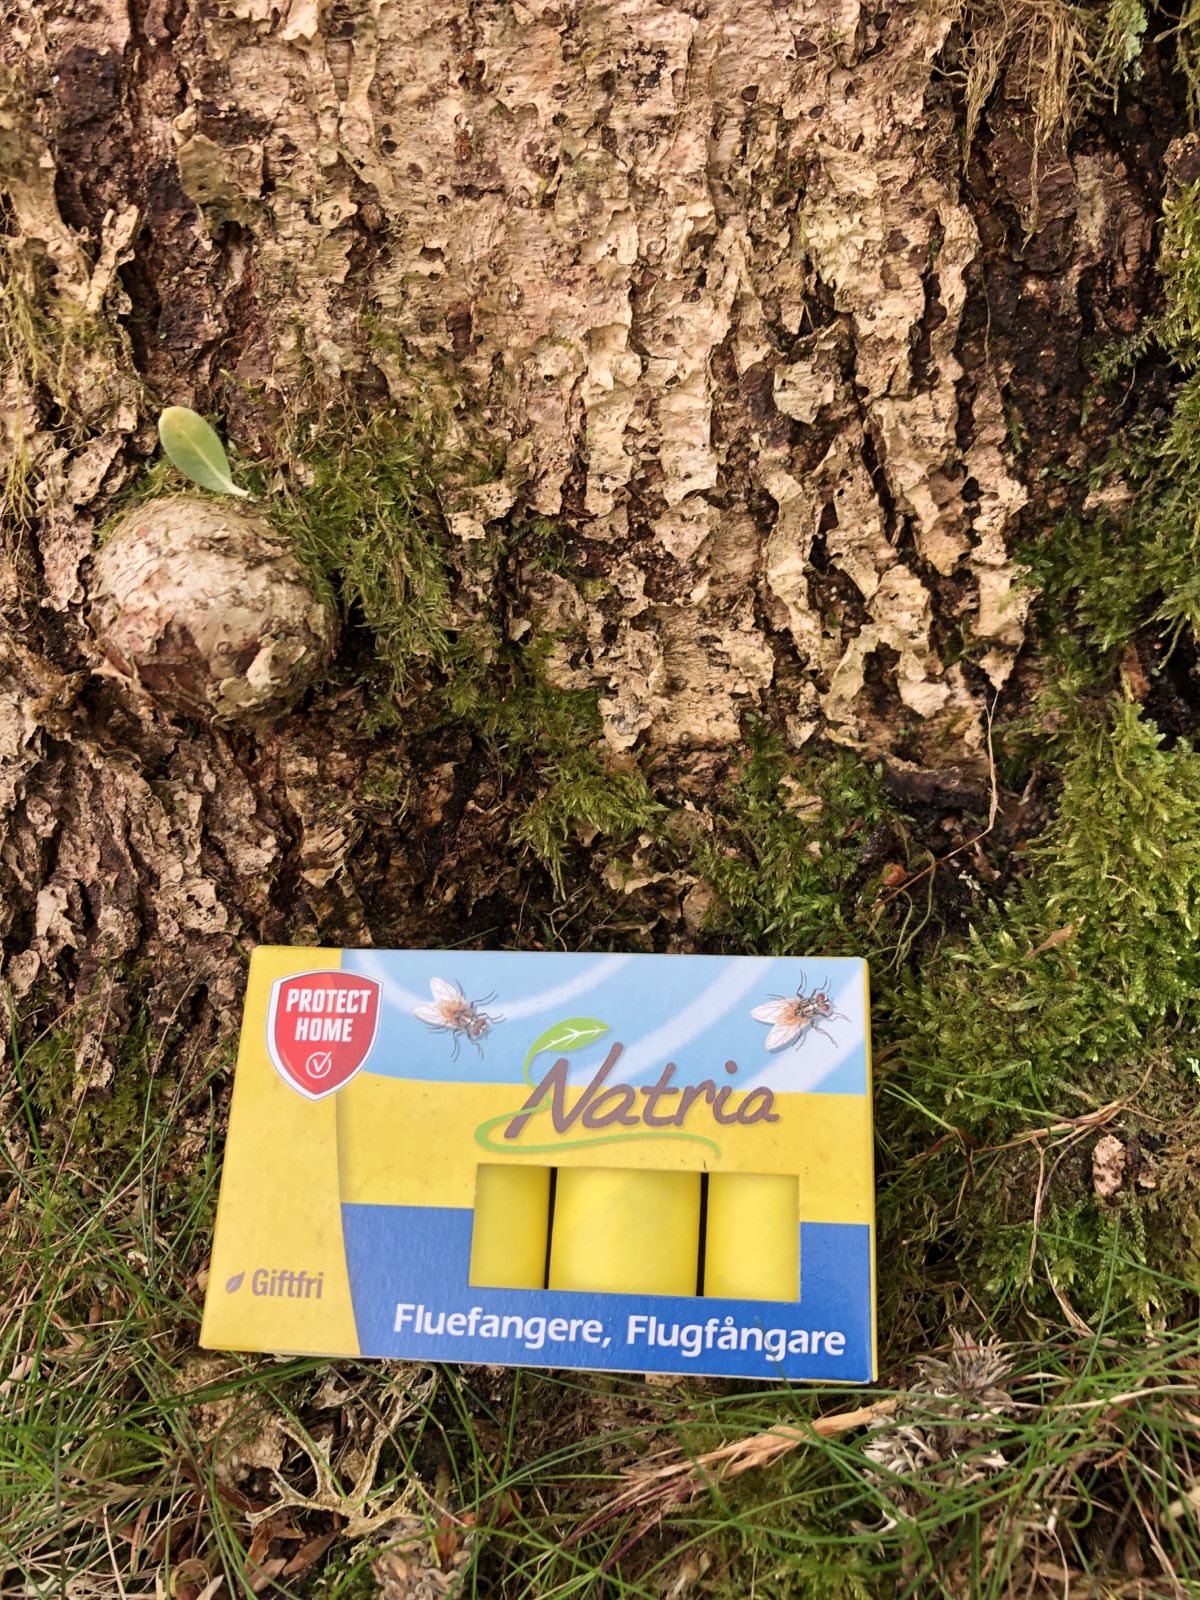 PROTECT
HOME
Natria
Giftfri
Fluefangere, Flugfångare